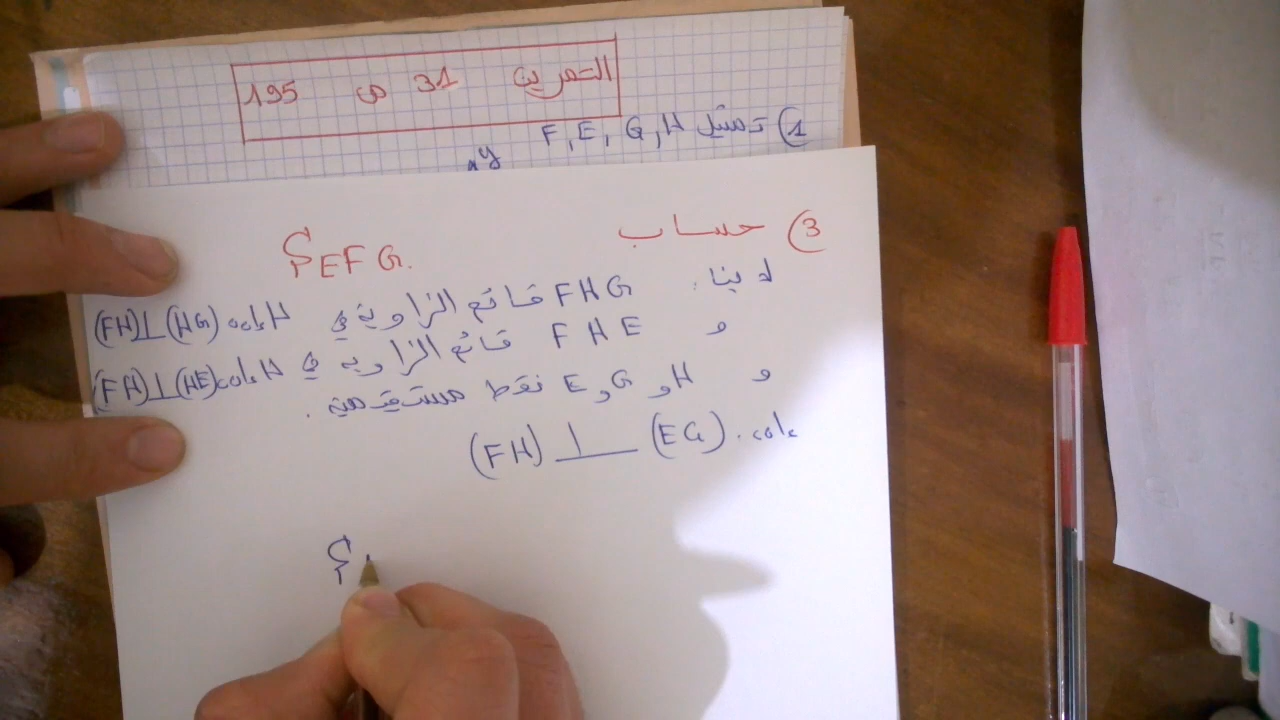 التمرين 31 ص 195
1) تمثيل F, E, G, H
y
3) حساب S EFG.
لدينا: FHG قائم الزاوية في H ومنه (FH)⊥(HG)
و FHE قائم الزاوية في H ومنه (FH)⊥(HE)
و H و G و E نقط مستقيمية.
ومنه. (FH) ⊥ (EG)
S